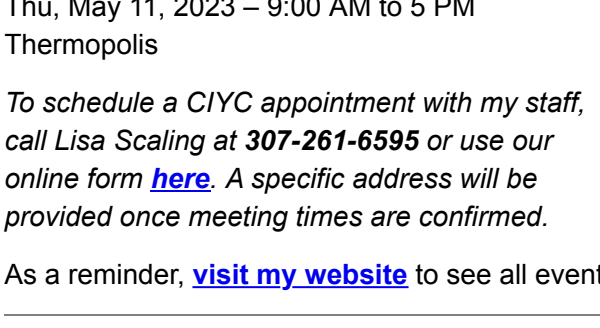 Thu, May 11, 2023 – 9:00 AM to 5 PM
Thermopolis
To schedule a CIYC appointment with my staff,
call Lisa Scaling at 307-261-6595 or use our
online form here. A specific address will be
provided once meeting times are confirmed.
As a reminder, visit my website to see all event